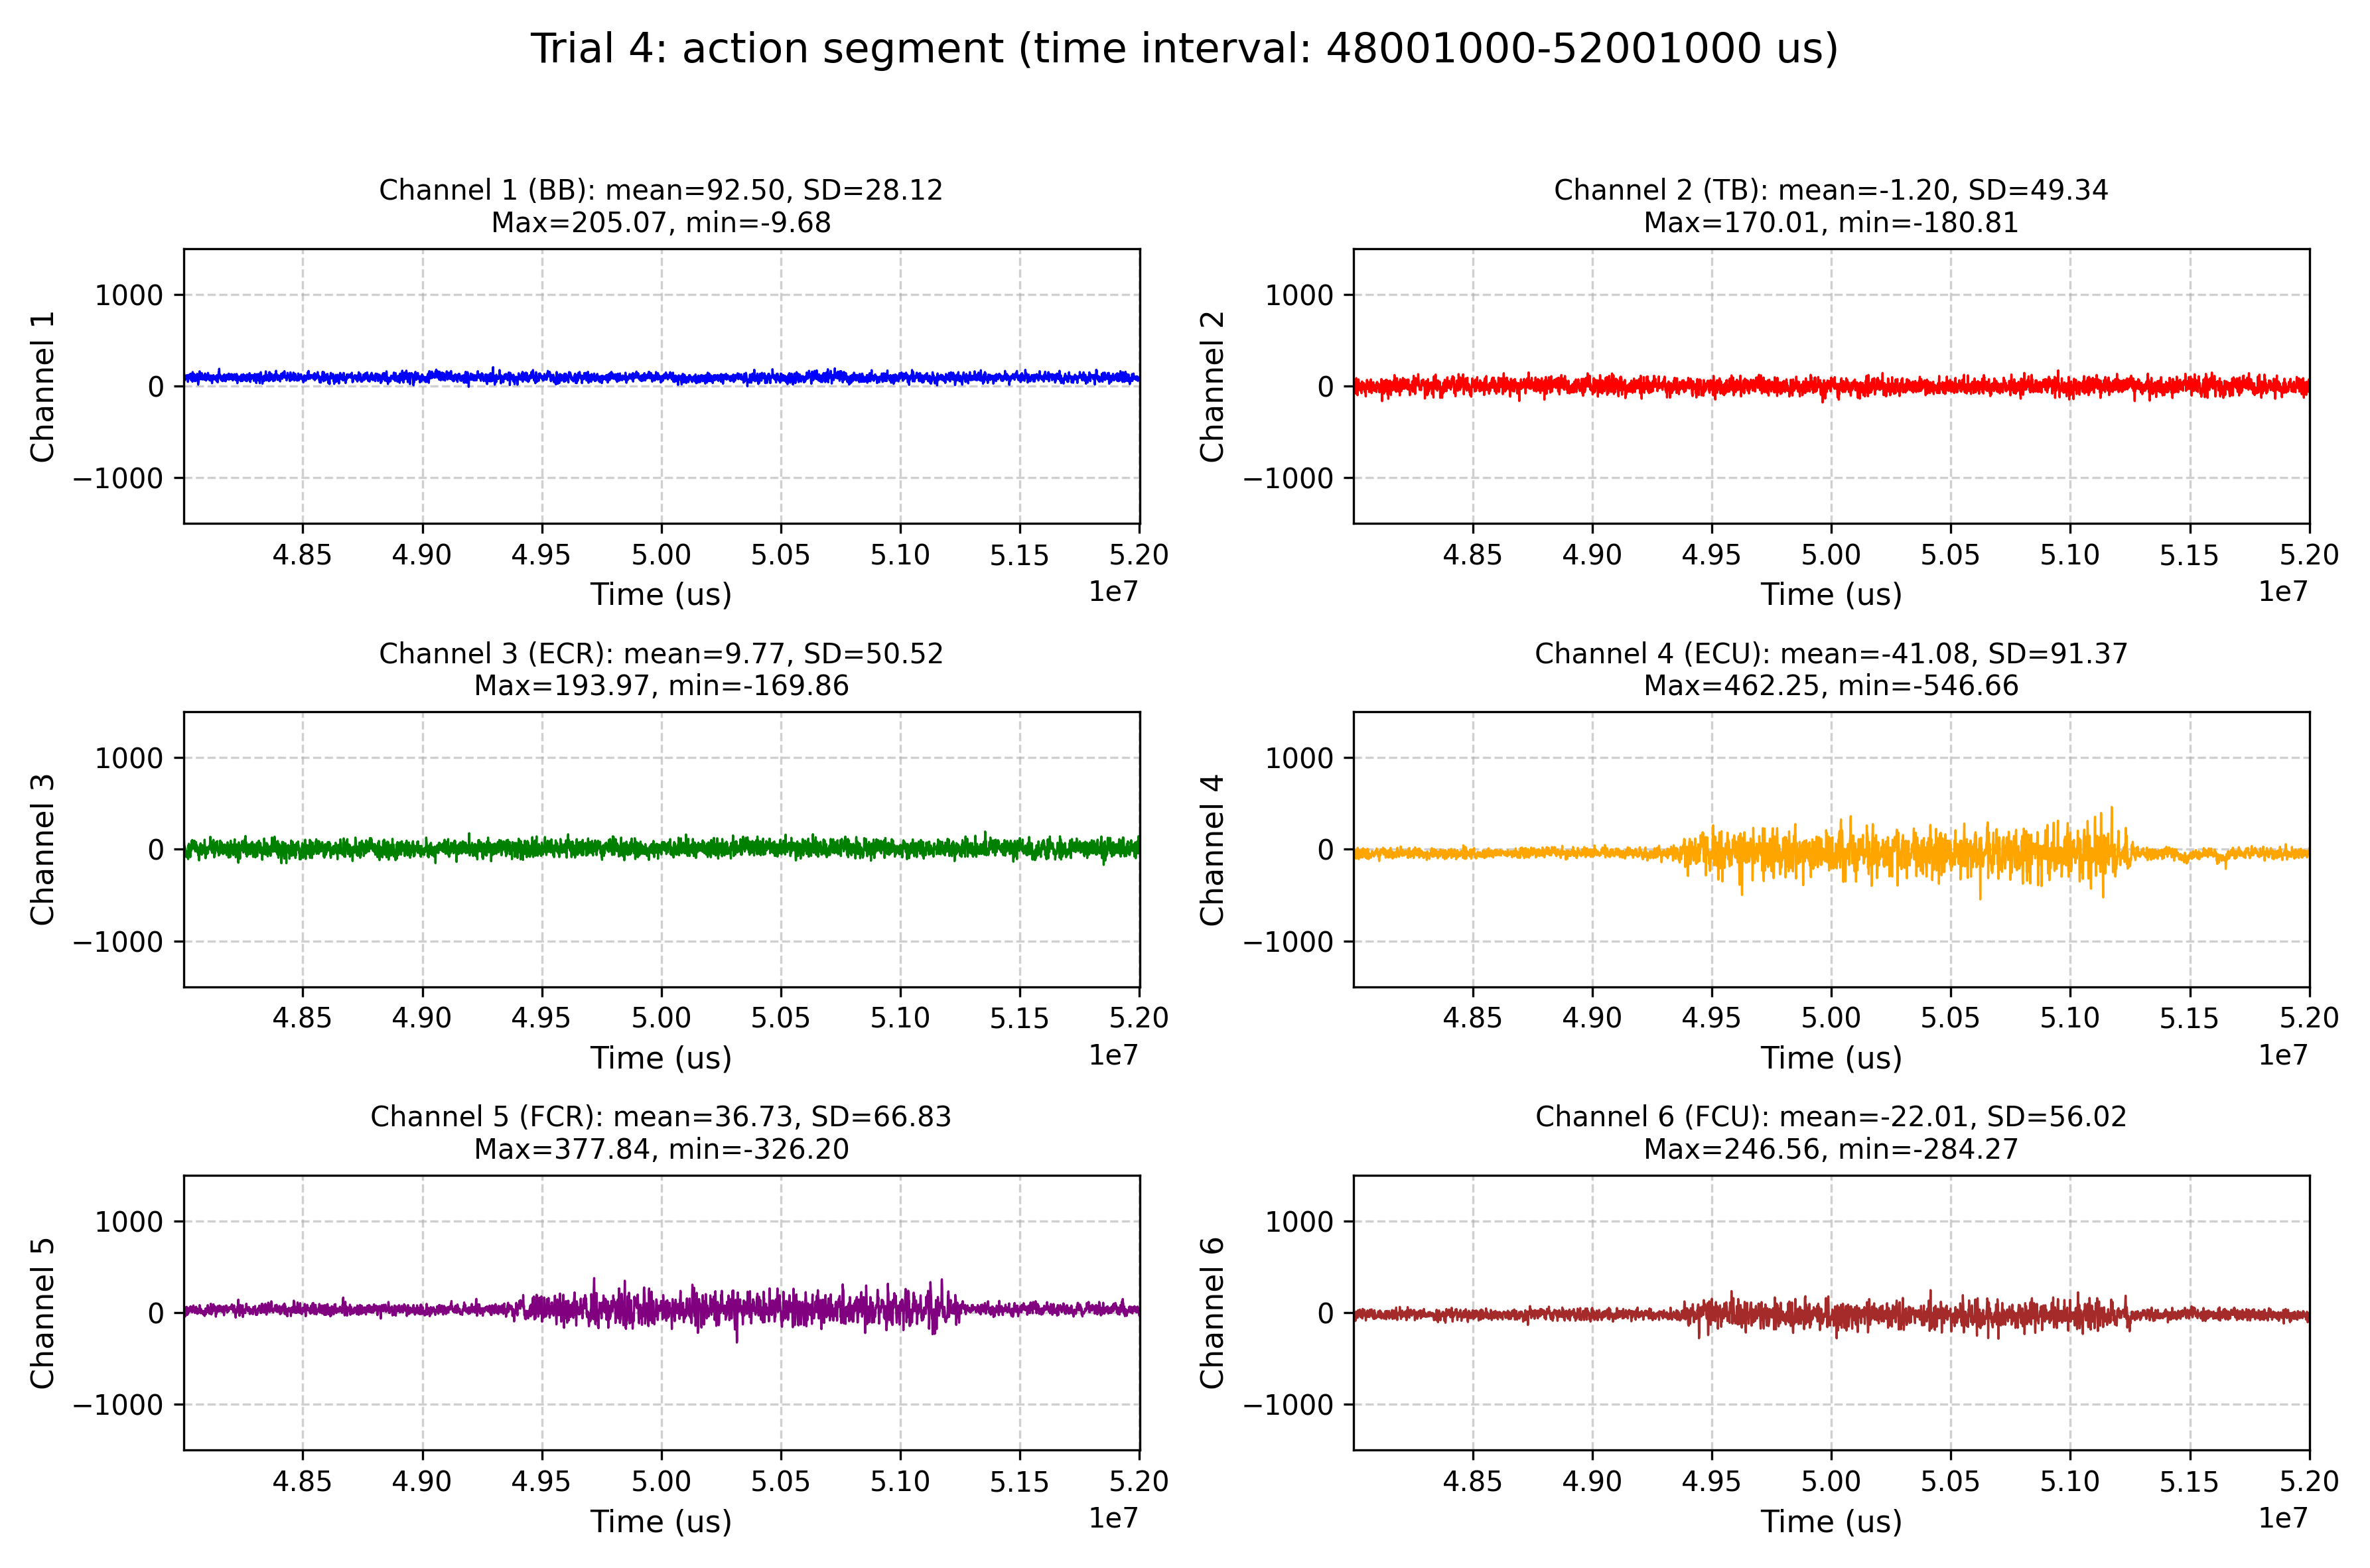 Trial 4: action segment (time interval: 48001000-52001000 us)
Channel 1 (BB): mean=92.50, SD=28.12
Max=205.07, min=-9.68
Channel 1
1000
0
−1000
4.85 4.90 4.95 5.00 5.05 5.10 5.15 5.20
1e7
Time (us)
Channel 2 (TB): mean=-1.20, SD=49.34
Max=170.01, min=-180.81
Channel 2
1000
0
−1000
4.85 4.90 4.95 5.00 5.05 5.10 5.15 5.20
1e7
Time (us)
Channel 3 (ECR): mean=9.77, SD=50.52
Max=193.97, min=-169.86
Channel 3
1000
0
−1000
4.85 4.90 4.95 5.00 5.05 5.10 5.15 5.20
1e7
Time (us)
Channel 4 (ECU): mean=-41.08, SD=91.37
Max=462.25, min=-546.66
Channel 4
1000
0
−1000
4.85 4.90 4.95 5.00 5.05 5.10 5.15 5.20
1e7
Time (us)
Channel 5 (FCR): mean=36.73, SD=66.83
Max=377.84, min=-326.20
Channel 5
1000
0
−1000
4.85 4.90 4.95 5.00 5.05 5.10 5.15 5.20
1e7
Time (us)
Channel 6 (FCU): mean=-22.01, SD=56.02
Max=246.56, min=-284.27
Channel 6
1000
0
−1000
4.85 4.90 4.95 5.00 5.05 5.10 5.15 5.20
1e7
Time (us)